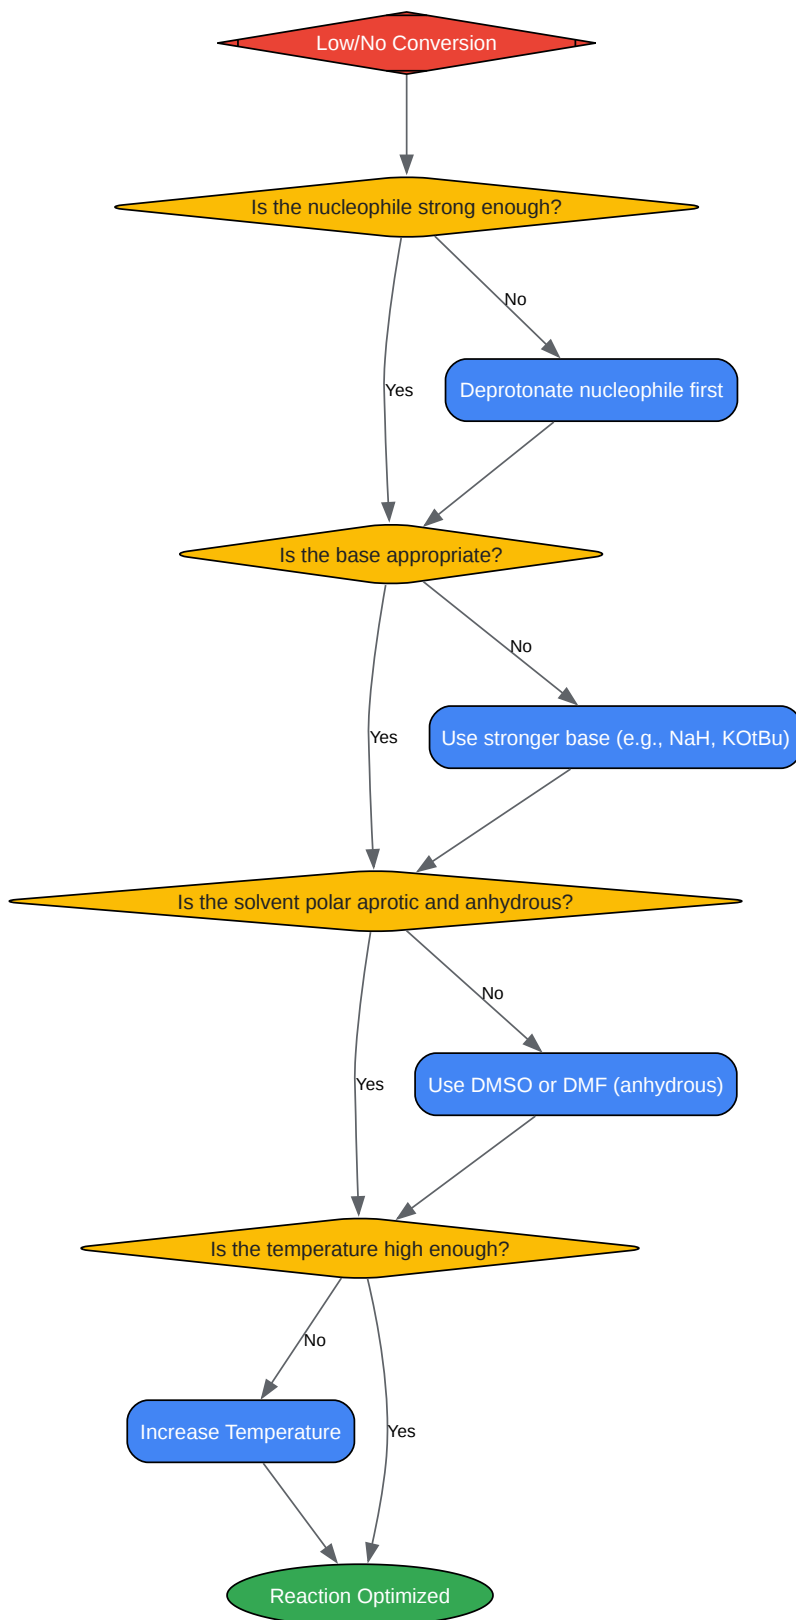 Low/No Conversion
Is the nucleophile strong enough?
No
Yes
Deprotonate nucleophile first
Is the base appropriate?
No
Yes
Use stronger base (e.g., NaH, KOtBu)
Is the solvent polar aprotic and anhydrous?
No
Yes
Use DMSO or DMF (anhydrous)
Is the temperature high enough?
No
Increase Temperature
Yes
Reaction Optimized